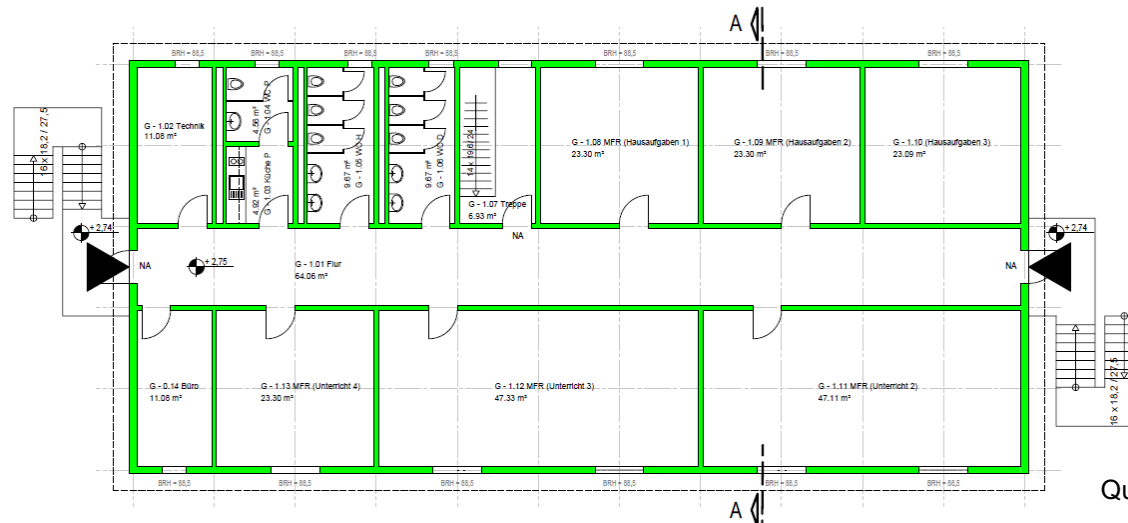 A
BRH = 88,5
BRH = 88,5
BRH = 88,5
BRH = 88,5
BRH = 88,5
BRH = 88,5
BRH = 88,5
16 x 18,2 / 27,5
G - 1.02 Technik
11.08 m²
4.56 m²
G - 1.04 WC-P
4.92 m²
G - 1.03 Küche P
9.67 m²
G - 1.05 WC-H
9.67 m²
G - 1.06 WC-D
14 x 19,6/ 24
G - 1.07 Treppe
6.93 m²
G - 1.08 MFR (Hausaufgaben 1)
23.30 m²
G - 1.09 MFR (Hausaufgaben 2)
23.30 m²
G - 1.10 (Hausaufgaben 3)
23.09 m²
+ 2,74
NA
+ 2,75
G - 1.01 Flur
64.06 m²
NA
NA
+ 2,74
G - 0.14 Büro
11.08 m²
G - 1.13 MFR (Unterricht 4)
23.30 m²
G - 1.12 MFR (Unterricht 3)
47.33 m²
G - 1.11 MFR (Unterricht 2)
47.11 m²
16 x 18,2 / 27,5
BRH = 88,5
BRH = 88,5
BRH = 88,5
BRH = 88,5
BRH = 88,5
BRH = 88,5
A
Qu